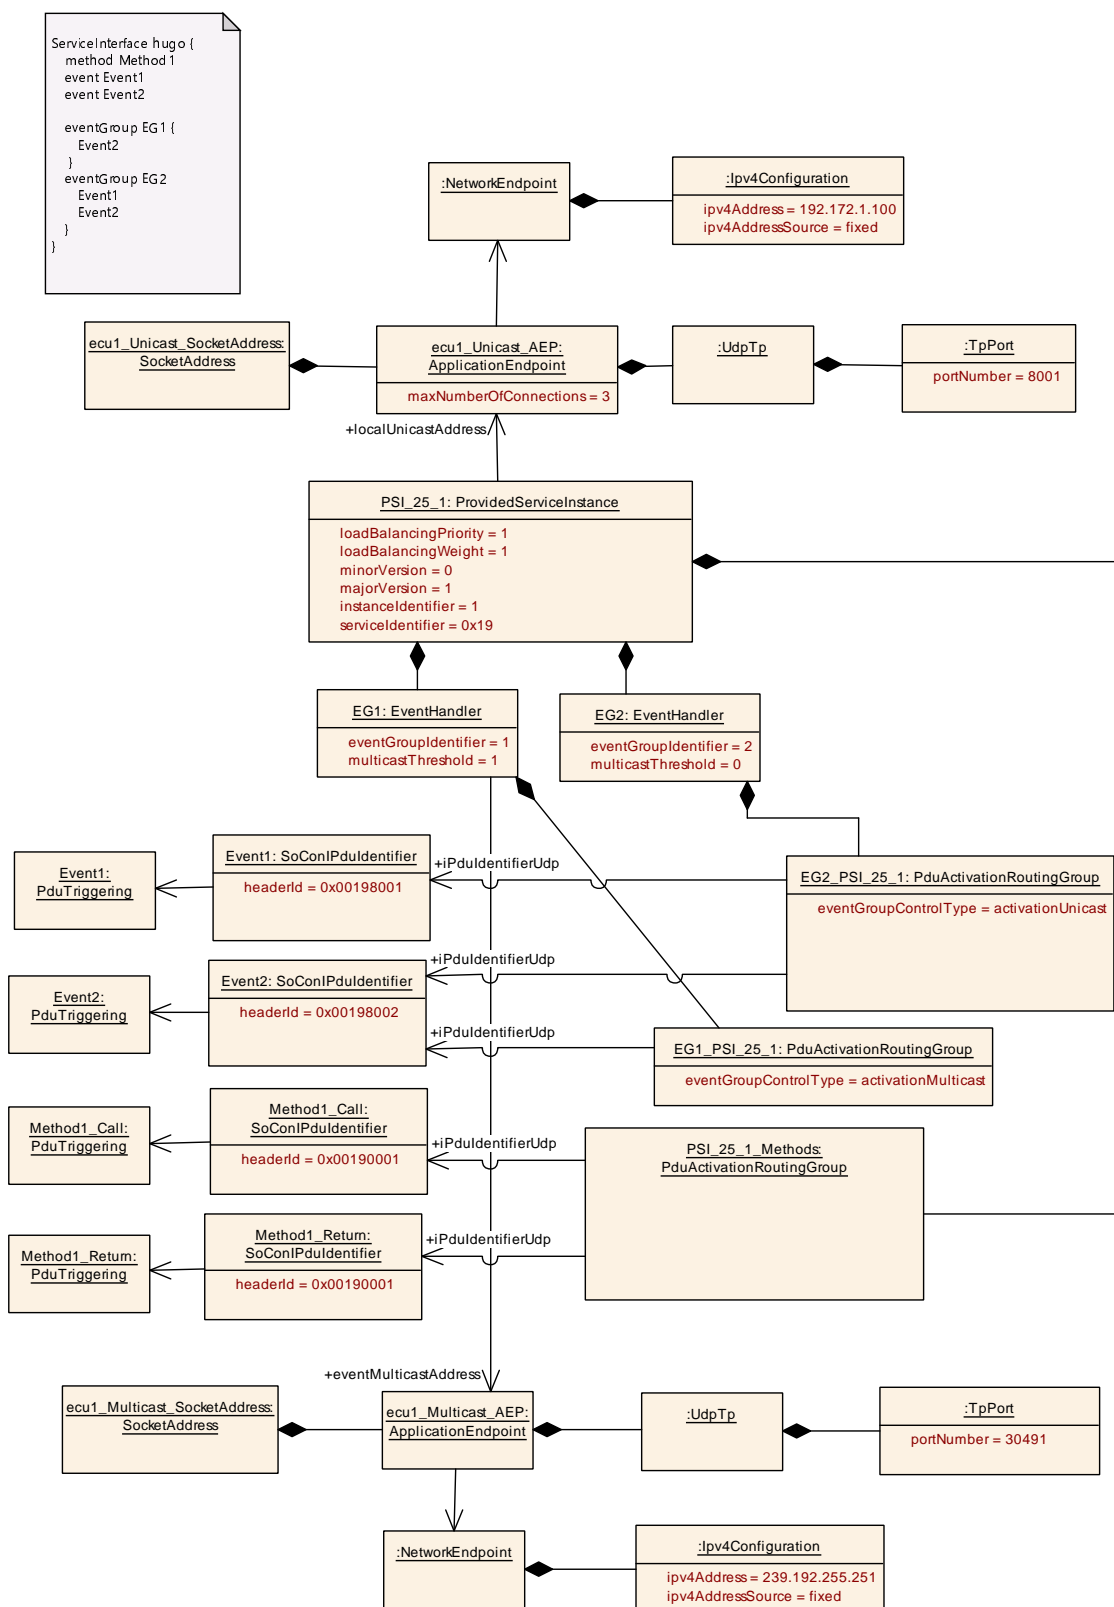 ServiceInterface hugo {
method Method1
event Event1
event Event2
eventGroup EG1 {
Event2
}
eventGroup EG2
Event1
Event2
}
}
:NetworkEndpoint
:Ipv4Configuration
ipv4Address = 192.172.1.100
ipv4AddressSource = fixed
ecu1_Unicast_SocketAddress:
SocketAddress
ecu1_Unicast_AEP:
ApplicationEndpoint
maxNumberOfConnections = 3
:UdpTp
:TpPort
portNumber = 8001
+localUnicastAddress
PSI_25_1: ProvidedServiceInstance
loadBalancingPriority = 1
loadBalancingWeight = 1
minorVersion = 0
majorVersion = 1
instanceIdentifier = 1
serviceIdentifier = 0x19
EG1: EventHandler
eventGroupIdentifier = 1
multicastThreshold = 1
EG2: EventHandler
eventGroupIdentifier = 2
multicastThreshold = 0
Event1:
PduTriggering
Event1: SoConIPduIdentifier
headerId = 0x00198001
+iPduIdentifierUdp
EG2_PSI_25_1: PduActivationRoutingGroup
eventGroupControlType = activationUnicast
Event2:
PduTriggering
Event2: SoConIPduIdentifier
headerId = 0x00198002
+iPduIdentifierUdp
+iPduIdentifierUdp
EG1_PSI_25_1: PduActivationRoutingGroup
eventGroupControlType = activationMulticast
Method1_Call:
PduTriggering
Method1_Call:
SoConIPduIdentifier
headerId = 0x00190001
+iPduIdentifierUdp
PSI_25_1_Methods:
PduActivationRoutingGroup
Method1_Return:
PduTriggering
Method1_Return:
SoConIPduIdentifier
headerId = 0x00190001
+iPduIdentifierUdp
+eventMulticastAddress
ecu1_Multicast_SocketAddress:
SocketAddress
ecu1_Multicast_AEP:
ApplicationEndpoint
:UdpTp
:TpPort
portNumber = 30491
:NetworkEndpoint
:Ipv4Configuration
ipv4Address = 239.192.255.251
ipv4AddressSource = fixed